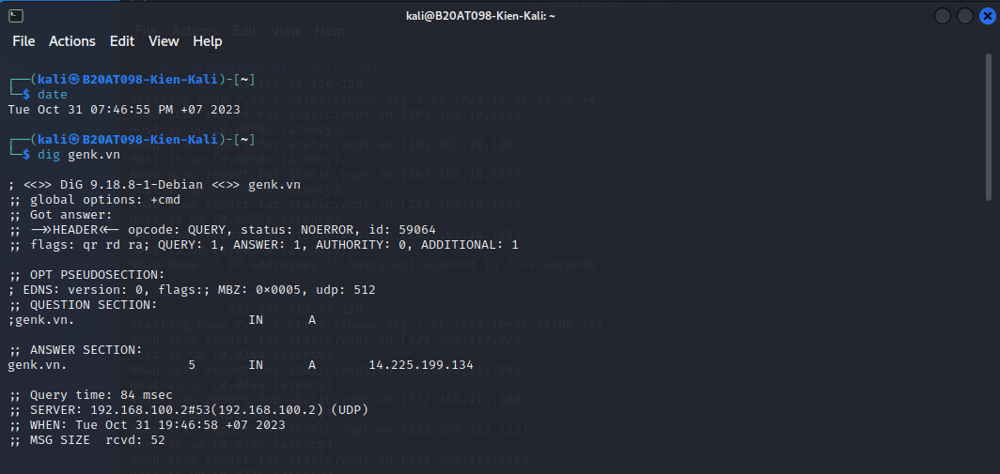 kali@B20AT098-Kien-Kali: ~
File Actions Edit View Help
┌──(kali㉿B20AT098-Kien-Kali)-[~]
└─$ date
Tue Oct 31 07:46:55 PM +07 2023
┌──(kali㉿B20AT098-Kien-Kali)-[~]
└─$ dig genk.vn
; <<>> DiG 9.18.8-1-Debian <<>> genk.vn
;; global options: +cmd
;; Got answer:
;; ->>HEADER<<- opcode: QUERY, status: NOERROR, id: 59064
;; flags: qr rd ra; QUERY: 1, ANSWER: 1, AUTHORITY: 0, ADDITIONAL: 1
;; OPT PSEUDOSECTION:
; EDNS: version: 0, flags:; MBZ: 0x0005, udp: 512
;; QUESTION SECTION:
;genk.vn. IN A
;; ANSWER SECTION:
genk.vn. 5 IN A 14.225.199.134
;; Query time: 84 msec
;; SERVER: 192.168.100.2#53(192.168.100.2) (UDP)
;; WHEN: Tue Oct 31 19:46:58 +07 2023
;; MSG SIZE rcvd: 52